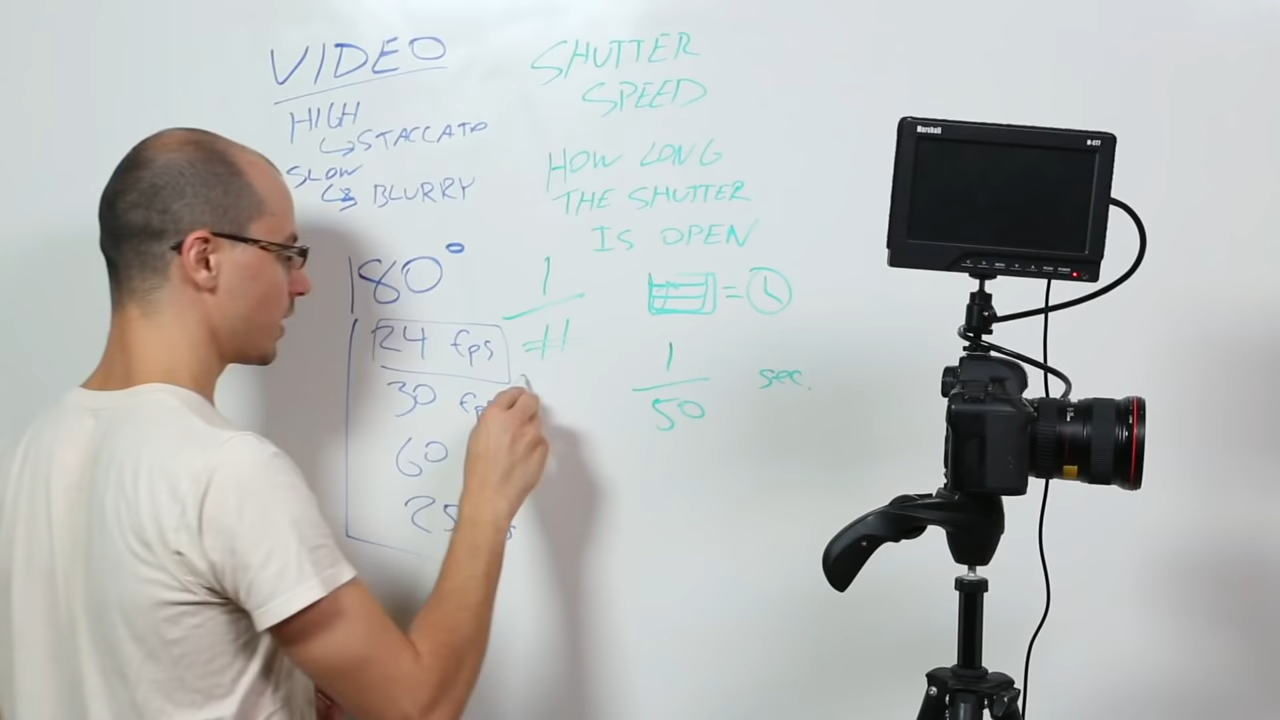 VIDEO
HIGH
↳STACCATO
SLOW
↳ BLURRY
180°
24 fps
30
60
SHUTTER
SPEED
HOW LONG
THE SHUTTER
IS OPEN
1
#
=
1
50
sec.
Marshall